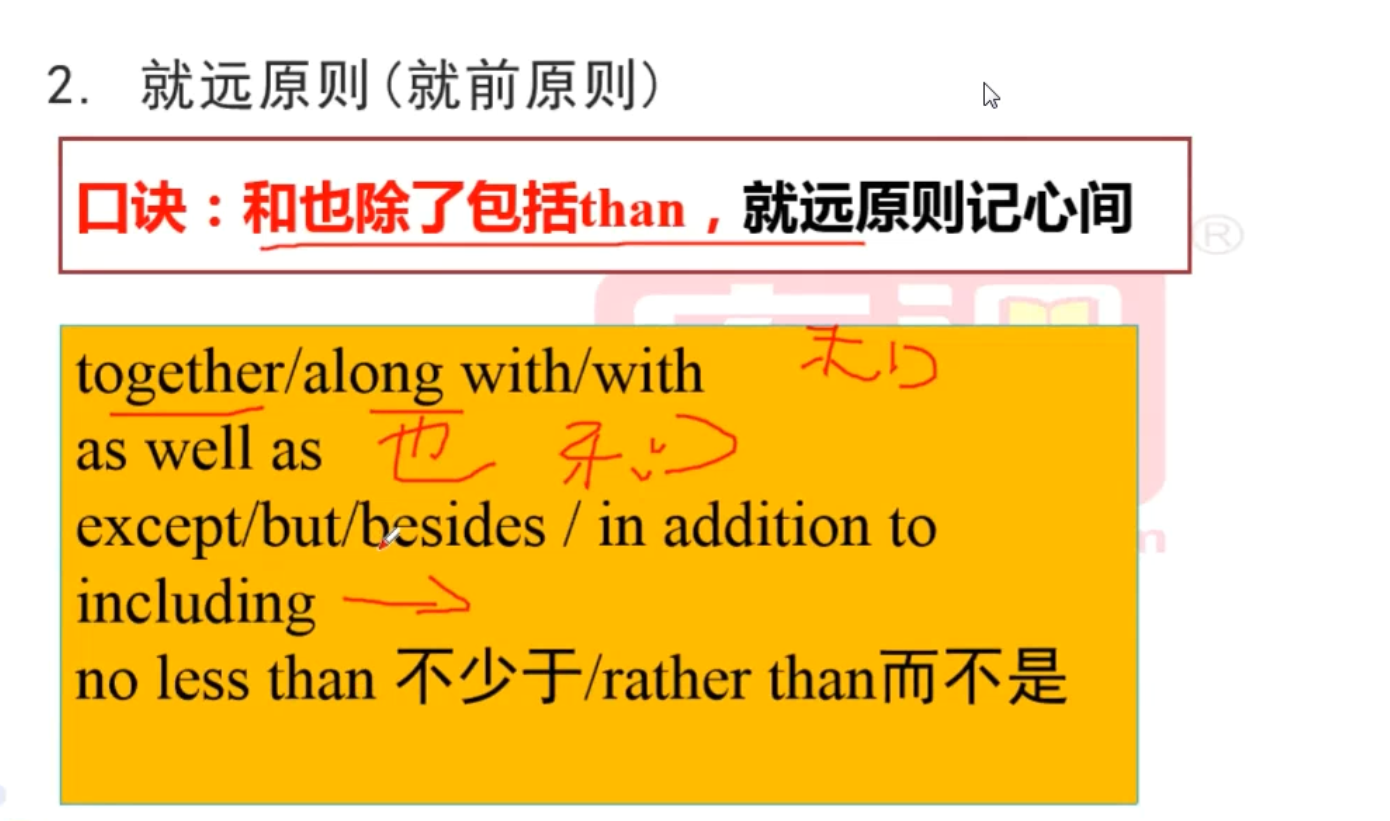 2. 就远原则(就前原则)
口诀：和也除了包括than，就远原则记心间
®
together/along with/with 和
as well as 也 和
except/but/besides / in addition to
including
no less than 不少于/rather than而不是